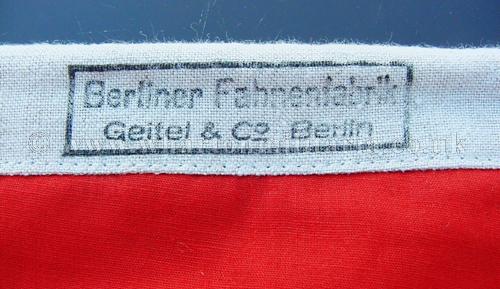 Berliner Fahnenfabrik
Geitel & Co Berlin